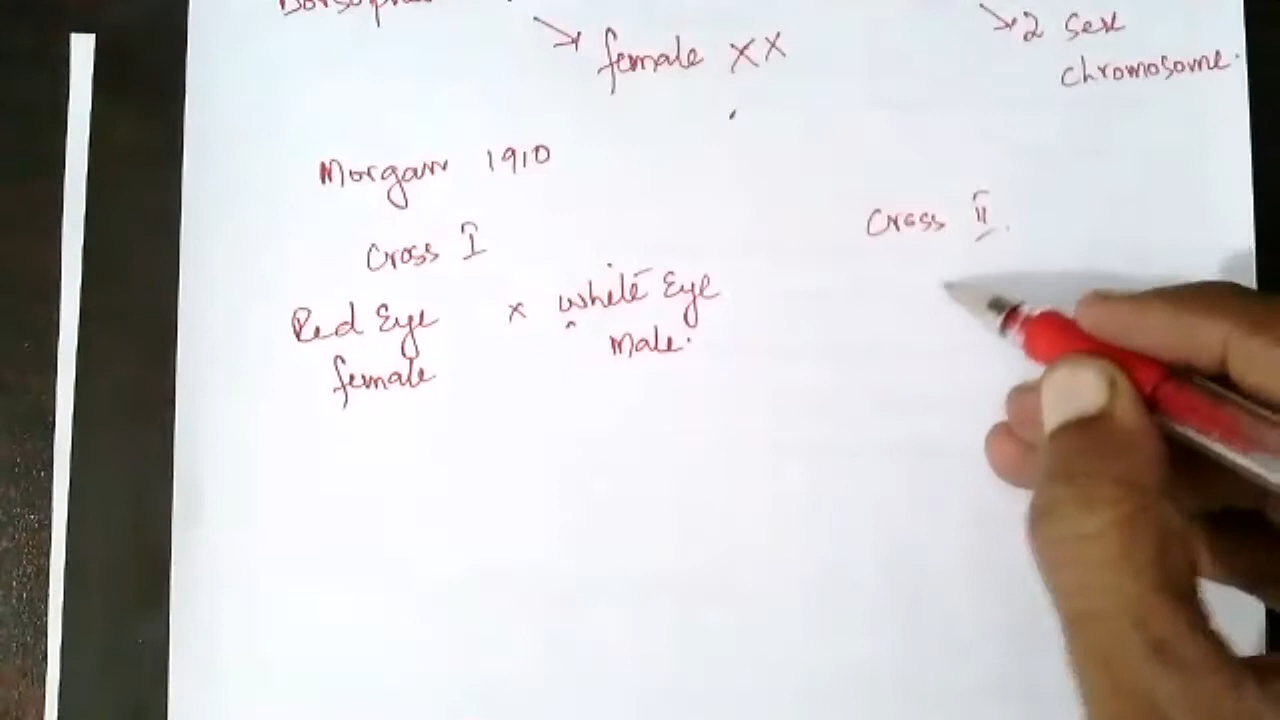 female XX
2 Sex
chromosome.
Morgan 1910
Cross I
Cross II.
Red Eye x white Eye
female
male.